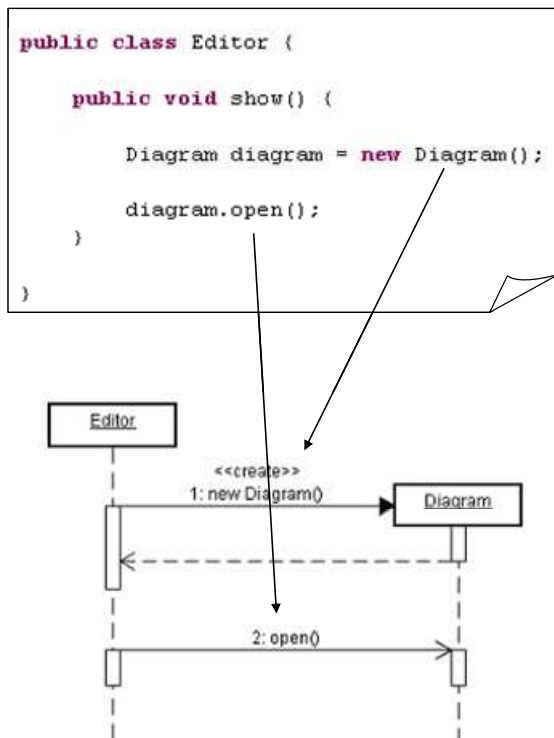 public class Editor {
public void show() {
Diagram diagram = new Diagram();
diagram.open();
}
}
Editor
<<create>>
1: new Diagram()
Diagram
2: open()